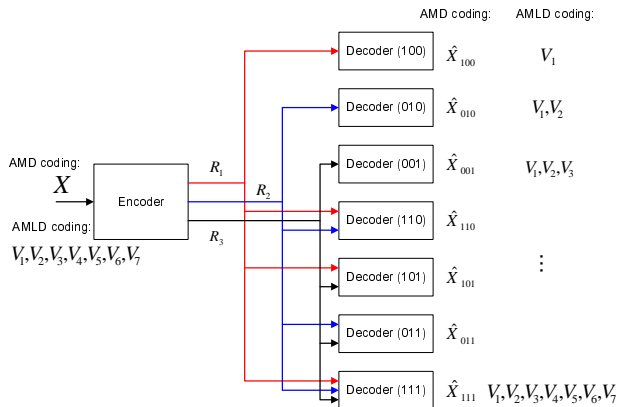 AMD coding: AMLD coding:
Decoder (100) X̂₁₀₀ V₁
Decoder (010) X̂₀₁₀ V₁,V₂
Decoder (001) X̂₀₀₁ V₁,V₂,V₃
AMD coding:
X
Encoder
R₁
R₂
R₃
AMLD coding:
V₁,V₂,V₃,V₄,V₅,V₆,V₇
Decoder (110) X̂₁₁₀
⋮
Decoder (101) X̂₁₀₁
Decoder (011) X̂₀₁₁
Decoder (111) X̂₁₁₁ V₁,V₂,V₃,V₄,V₅,V₆,V₇